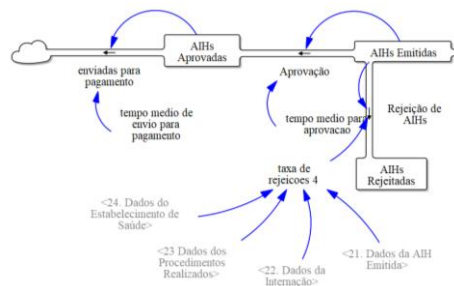 AIHs
Aprovadas
AIHs Emitidas
enviadas para
pagamento
Aprovação
tempo medio de
envio para
pagamento
tempo medio para
aprovacao
Rejeição de
AIHs
taxa de
rejeicoes 4
AIHs
Rejeitadas
<24. Dados do
Estabelecimento de
Saúde>
<23 Dados dos
Procedimentos
Realizados>
<22. Dados da
Internação>
<21. Dados da AIH
Emitida>